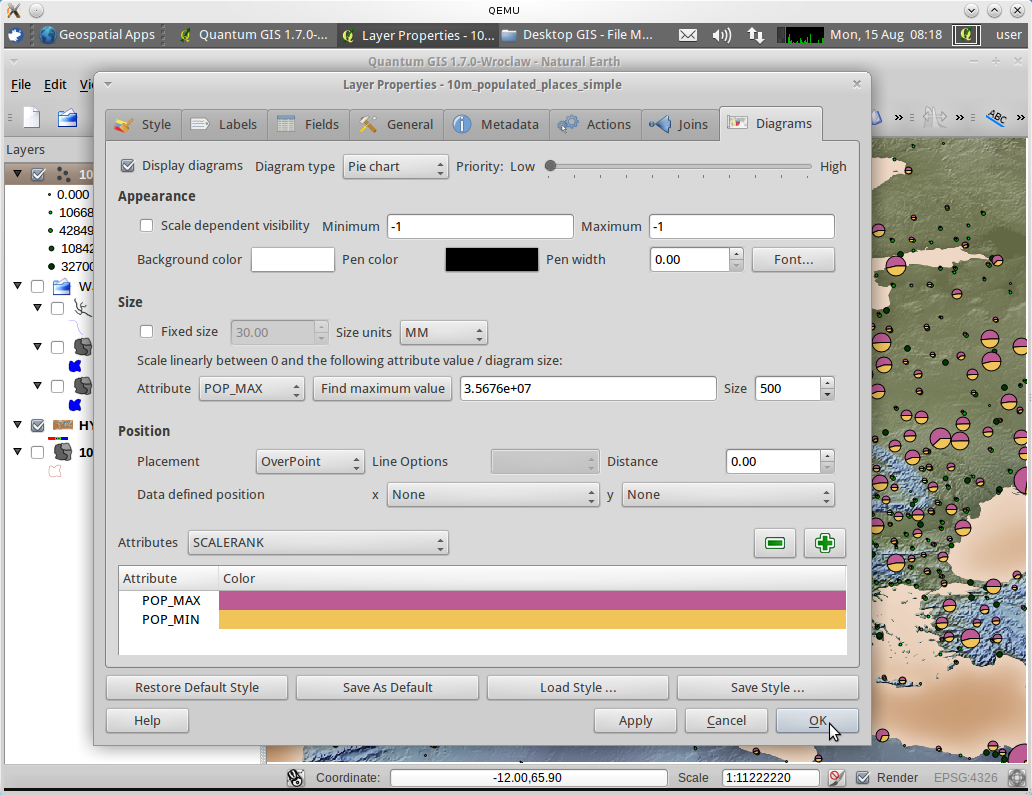 QEMU
Geospatial Apps
Quantum GIS 1.7.0-...
Layer Properties - 10...
Desktop GIS - File M...
Mon, 15 Aug 08:18
user
Quantum GIS 1.7.0-Wroclaw - Natural Earth
File Edit Vi
Layer Properties - 10m_populated_places_simple
Style Labels Fields General Metadata Actions Joins Diagrams
ABC
Layers
10
0.000
10668
42849
10842
32700
W
HY
10
Display diagrams Diagram type Pie chart Priority: Low High
Appearance
Scale dependent visibility Minimum -1 Maximum -1
Background color Pen color Pen width 0.00 Font...
Size
Fixed size 30.00 Size units MM
Scale linearly between 0 and the following attribute value / diagram size:
Attribute POP_MAX Find maximum value 3.5676e+07 Size 500
Position
Placement OverPoint Line Options Distance 0.00
Data defined position x None y None
Attributes SCALERANK
Attribute Color
POP_MAX
POP_MIN
Restore Default Style Save As Default Load Style ... Save Style ...
Help Apply Cancel OK
Coordinate: -12.00,65.90 Scale 1:11222220 Render EPSG:4326